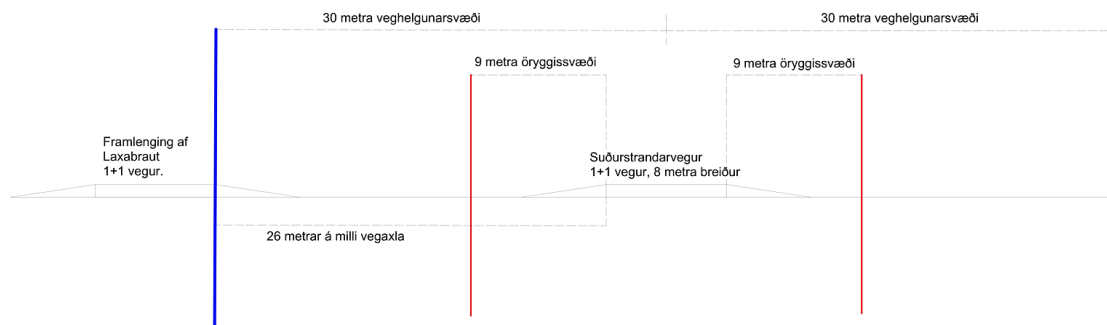 30 metra veghelgunarsvæði
30 metra veghelgunarsvæði
9 metra öryggissvæði
9 metra öryggissvæði
Framlenging af
Laxabraut
1+1 vegur.
Suðurstrandarvegur
1+1 vegur, 8 metra breiður
26 metrar á milli vegaxla